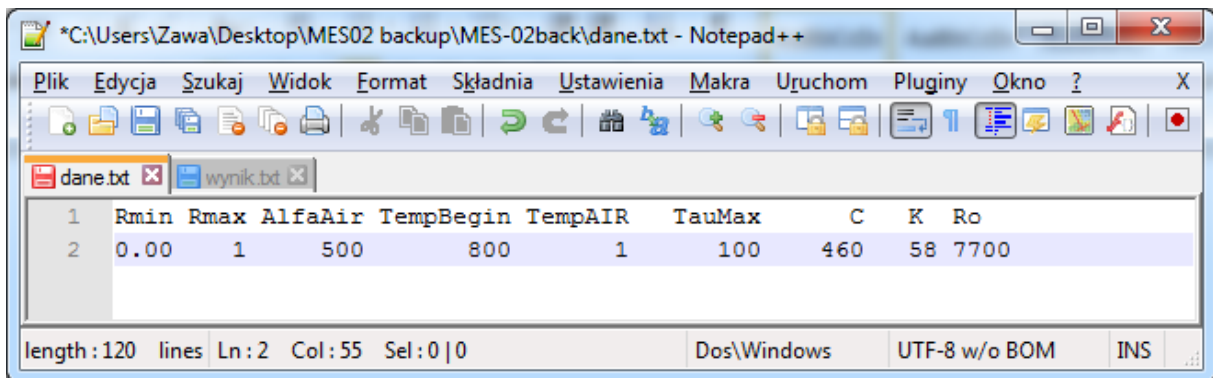 *C:\Users\Zawa\Desktop\MES02 backup\MES-02back\dane.txt - Notepad++
Plik Edycja Szukaj Widok Format Składnia Ustawienia Makra Uruchom Pluginy Okno ? X
dane.txt wynik.txt
1 Rmin Rmax AlfaAir TempBegin TempAIR TauMax C K Ro
2 0.00 1 500 800 1 100 460 58 7700
length : 120 lines Ln : 2 Col : 55 Sel : 0 | 0 Dos\Windows UTF-8 w/o BOM INS